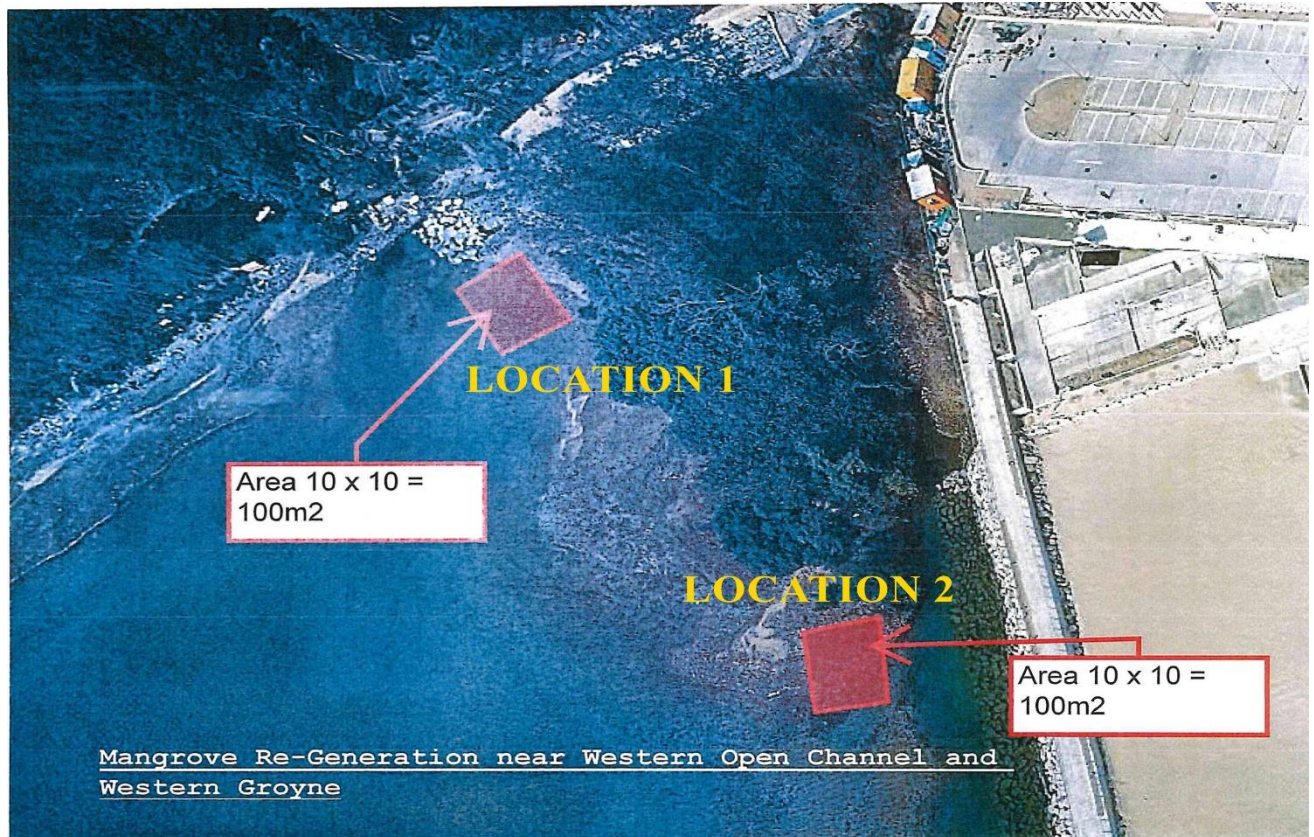 LOCATION 1
Area 10 x 10 =
100m2
LOCATION 2
Area 10 x 10 =
100m2
Mangrove Re-Generation near Western Open Channel and
Western Groyne